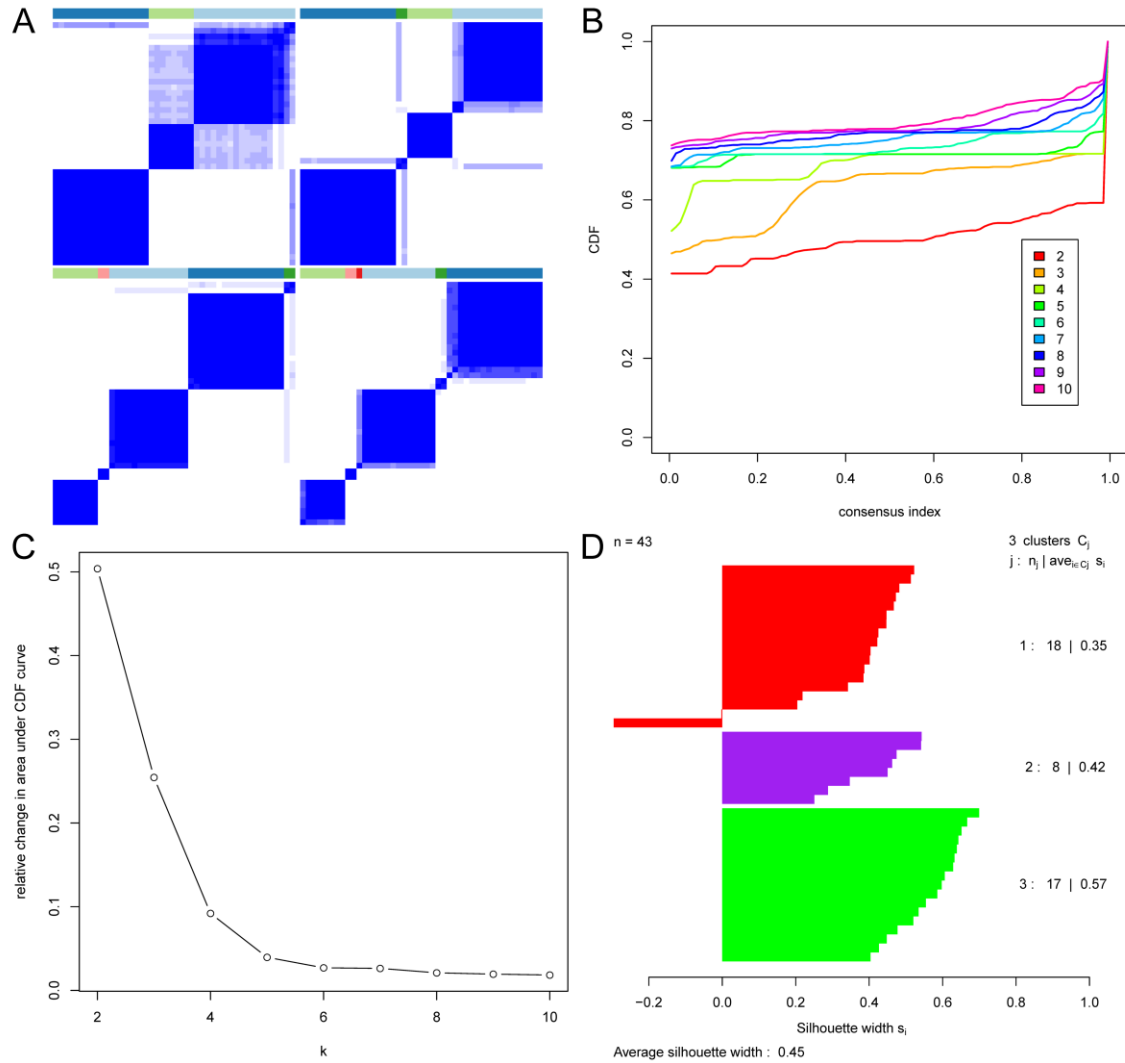 A
B
CDF
0.0
0.2
0.4
0.6
0.8
1.0
2
3
4
5
6
7
8
9
10
0.0 0.2 0.4 0.6 0.8 1.0
consensus index
C
relative change in area under CDF curve
0.5
0.4
0.3
0.2
0.1
0.0
2 4 6 8 10
k
D
n = 43
3 clusters Cj
j : nj | avei∈Cj si
1 : 18 | 0.35
2 : 8 | 0.42
3 : 17 | 0.57
−0.2 0.0 0.2 0.4 0.6 0.8 1.0
Silhouette width si
Average silhouette width : 0.45